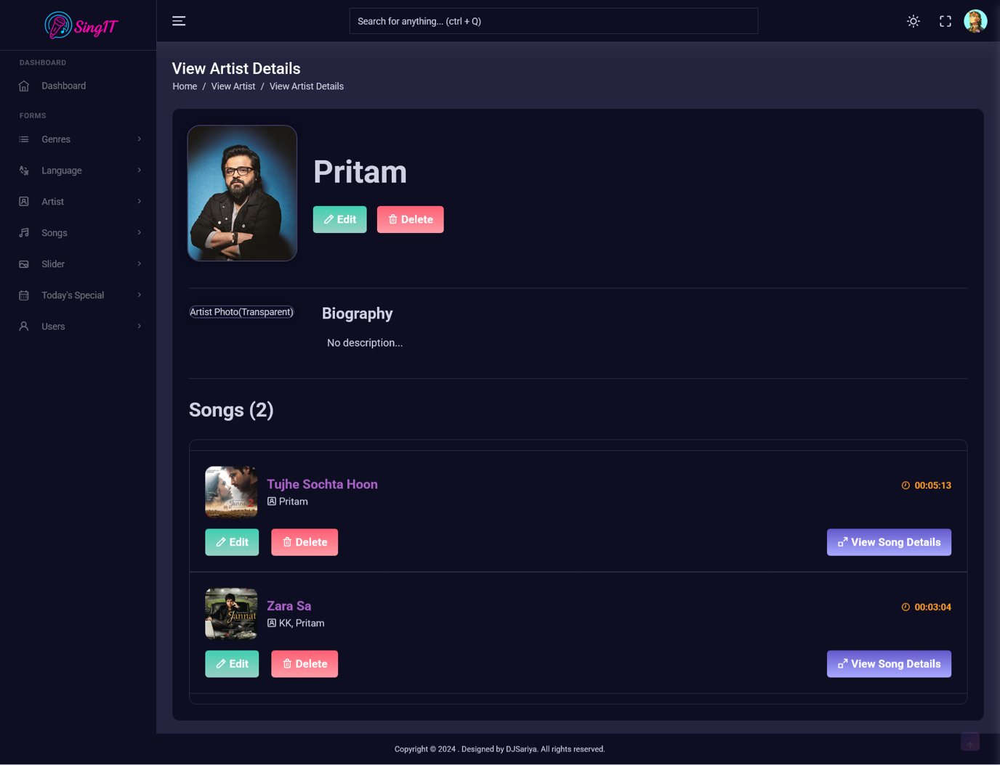 SingIT
Search for anything... (ctrl + Q)
DASHBOARD
Dashboard
FORMS
Genres
Language
Artist
Songs
Slider
Today's Special
Users
View Artist Details
Home / View Artist / View Artist Details
Pritam
Edit
Delete
Artist Photo(Transparent)
Biography
No description...
Songs (2)
Jannat 2
Tujhe Sochta Hoon
00:05:13
Pritam
Edit
Delete
View Song Details
Jannat
Zara Sa
00:03:04
KK, Pritam
Edit
Delete
View Song Details
Copyright © 2024 . Designed by DJSariya. All rights reserved.